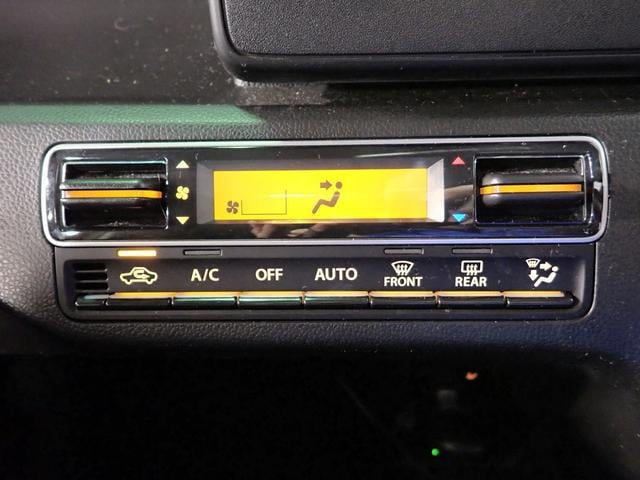 A/C OFF AUTO FRONT REAR